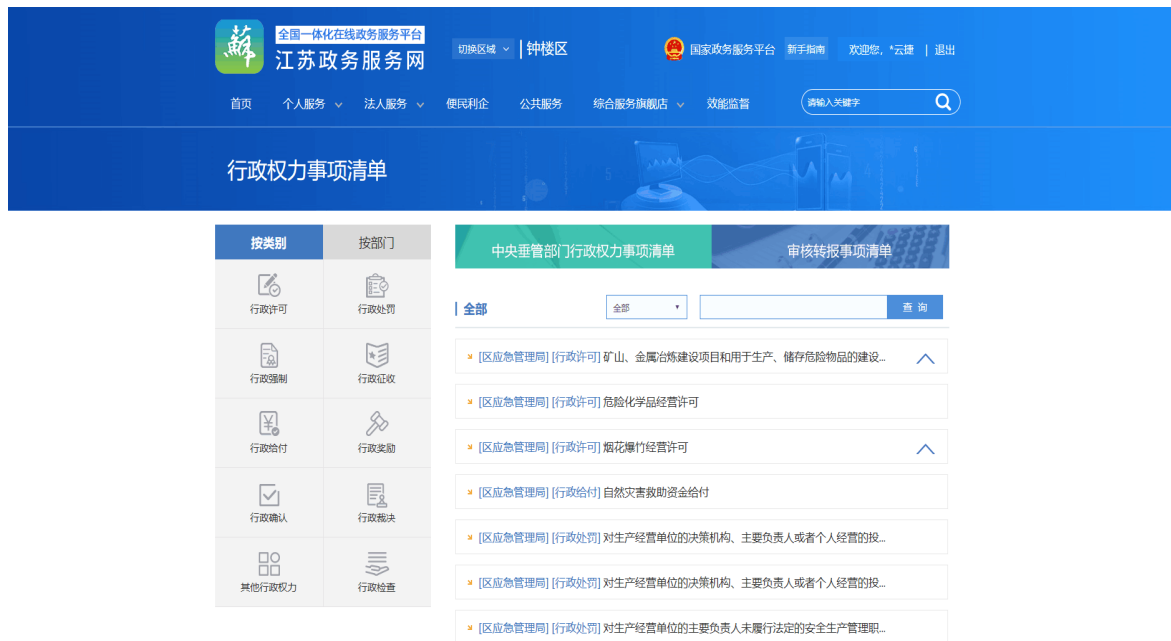 蘇
全国一体化在线政务服务平台
江苏政务服务网
切换区域 钟楼区
国家政务服务平台 新手指南 欢迎您, *云捷 | 退出
首页 个人服务 法人服务 便民利企 公共服务 综合服务旗舰店 效能监督 请输入关键字
行政权力事项清单
按类别 按部门
中央垂管部门行政权力事项清单 审核转报事项清单
行政许可 行政处罚
全部 全部 查 询
行政强制 行政征收
[区应急管理局] [行政许可] 矿山、金属冶炼建设项目和用于生产、储存危险物品的建设...
[区应急管理局] [行政许可] 危险化学品经营许可
行政给付 行政奖励
[区应急管理局] [行政许可] 烟花爆竹经营许可
[区应急管理局] [行政给付] 自然灾害救助资金给付
行政确认 行政裁决
[区应急管理局] [行政处罚] 对生产经营单位的决策机构、主要负责人或者个人经营的投...
其他行政权力 行政检查
[区应急管理局] [行政处罚] 对生产经营单位的决策机构、主要负责人或者个人经营的投...
[区应急管理局] [行政处罚] 对生产经营单位的主要负责人未履行法定的安全生产管理职...